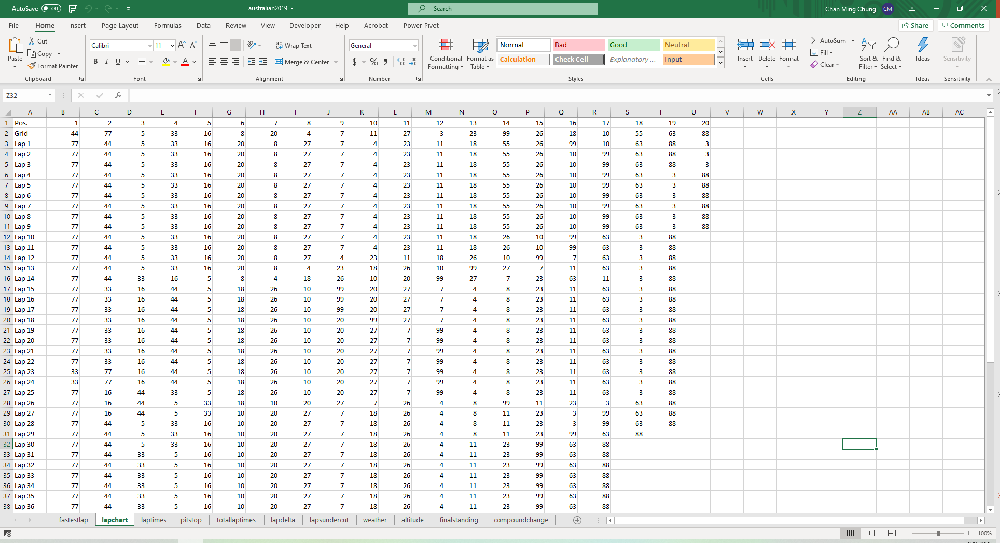 AutoSave Off australian2019 Search Chan Ming Chung CM
File Home Insert Page Layout Formulas Data Review View Developer Help Acrobat Power Pivot Share Comments
Paste Cut Copy Format Painter
Calibri 11 B I U A
Wrap Text Merge & Center
General $ % 9
Conditional Formatting Format as Table
Normal Bad Good Neutral
Calculation Check Cell Explanatory ... Input
Insert Delete Format
AutoSum Fill Clear Sort & Filter Find & Select
Ideas Sensitivity
Clipboard Font Alignment Number Styles Cells Editing Ideas Sensitivity
Z32 fx
A B C D E F G H I J K L M N O P Q R S T U V W X Y Z AA AB AC
1 Pos. 1 2 3 4 5 6 7 8 9 10 11 12 13 14 15 16 17 18 19 20
2 Grid 44 77 5 33 16 8 20 4 7 11 27 3 23 99 26 18 10 55 63 88
3 Lap 1 77 44 5 33 16 20 8 27 7 4 23 11 18 55 26 99 10 63 88 3
4 Lap 2 77 44 5 33 16 20 8 27 7 4 23 11 18 55 26 10 99 63 88 3
5 Lap 3 77 44 5 33 16 20 8 27 7 4 23 11 18 55 26 10 99 63 88 3
6 Lap 4 77 44 5 33 16 20 8 27 7 4 23 11 18 55 26 10 99 63 3 88
7 Lap 5 77 44 5 33 16 20 8 27 7 4 23 11 18 55 26 10 99 63 3 88
8 Lap 6 77 44 5 33 16 20 8 27 7 4 23 11 18 55 26 10 99 63 3 88
9 Lap 7 77 44 5 33 16 20 8 27 7 4 23 11 18 55 26 10 99 63 3 88
10 Lap 8 77 44 5 33 16 20 8 27 7 4 23 11 18 55 26 10 99 63 3 88
11 Lap 9 77 44 5 33 16 20 8 27 7 4 23 11 18 55 26 10 99 63 3 88
12 Lap 10 77 44 5 33 16 20 8 27 7 4 23 11 18 26 10 99 63 3 88
13 Lap 11 77 44 5 33 16 20 8 27 7 4 23 11 18 26 10 99 63 3 88
14 Lap 12 77 44 5 33 16 20 8 27 4 23 11 18 26 10 99 7 63 3 88
15 Lap 13 77 44 5 33 16 20 8 4 23 18 26 10 99 27 7 11 63 3 88
16 Lap 14 77 44 33 16 5 8 4 18 26 10 20 99 27 7 23 63 11 3 88
17 Lap 15 77 33 16 44 5 18 26 10 99 20 27 7 4 8 23 11 63 3 88
18 Lap 16 77 33 16 44 5 18 26 10 99 20 27 7 4 8 23 11 63 3 88
19 Lap 17 77 33 16 44 5 18 26 10 99 20 27 7 4 8 23 11 63 3 88
20 Lap 18 77 33 16 44 5 18 26 10 20 99 27 7 4 8 23 11 63 3 88
21 Lap 19 77 33 16 44 5 18 26 10 20 27 7 99 4 8 23 11 63 3 88
22 Lap 20 77 33 16 44 5 18 26 10 20 27 7 99 4 8 23 11 63 3 88
23 Lap 21 77 33 16 44 5 18 26 10 20 27 7 99 4 8 23 11 63 3 88
24 Lap 22 77 33 16 44 5 18 26 10 20 27 7 99 4 8 23 11 63 3 88
25 Lap 23 33 77 16 44 5 18 26 10 20 27 7 99 4 8 23 11 63 3 88
26 Lap 24 33 77 16 44 5 18 26 10 20 27 7 99 4 8 23 11 63 3 88
27 Lap 25 77 16 44 33 5 18 26 10 20 27 7 99 4 8 23 11 63 3 88
28 Lap 26 77 16 44 5 33 18 10 20 27 7 26 4 8 99 11 23 3 63 88
29 Lap 27 77 16 44 5 33 10 20 27 7 18 26 4 8 11 23 3 99 63 88
30 Lap 28 77 44 5 33 16 10 20 27 7 18 26 4 8 11 23 3 99 63 88
31 Lap 29 77 44 5 33 16 10 20 27 7 18 26 4 8 11 23 99 63 88
32 Lap 30 77 44 5 33 16 10 20 27 7 18 26 4 11 23 99 63 88
33 Lap 31 77 44 33 5 16 10 20 27 7 18 26 4 11 23 99 63 88
34 Lap 32 77 44 33 5 16 10 20 27 7 18 26 4 11 23 99 63 88
35 Lap 33 77 44 33 5 16 10 20 27 7 18 26 4 11 23 99 63 88
36 Lap 34 77 44 33 5 16 10 20 27 7 18 26 4 11 23 99 63 88
37 Lap 35 77 44 33 5 16 10 20 27 7 18 26 4 11 23 99 63 88
38 Lap 36 77 44 33 5 16 10 20 27 7 18 26 4 11 23 99 63 88
fastestlap lapchart laptimes pitstop totallaptimes lapdelta lapsundercut weather altitude finalstanding compoundchange
100%